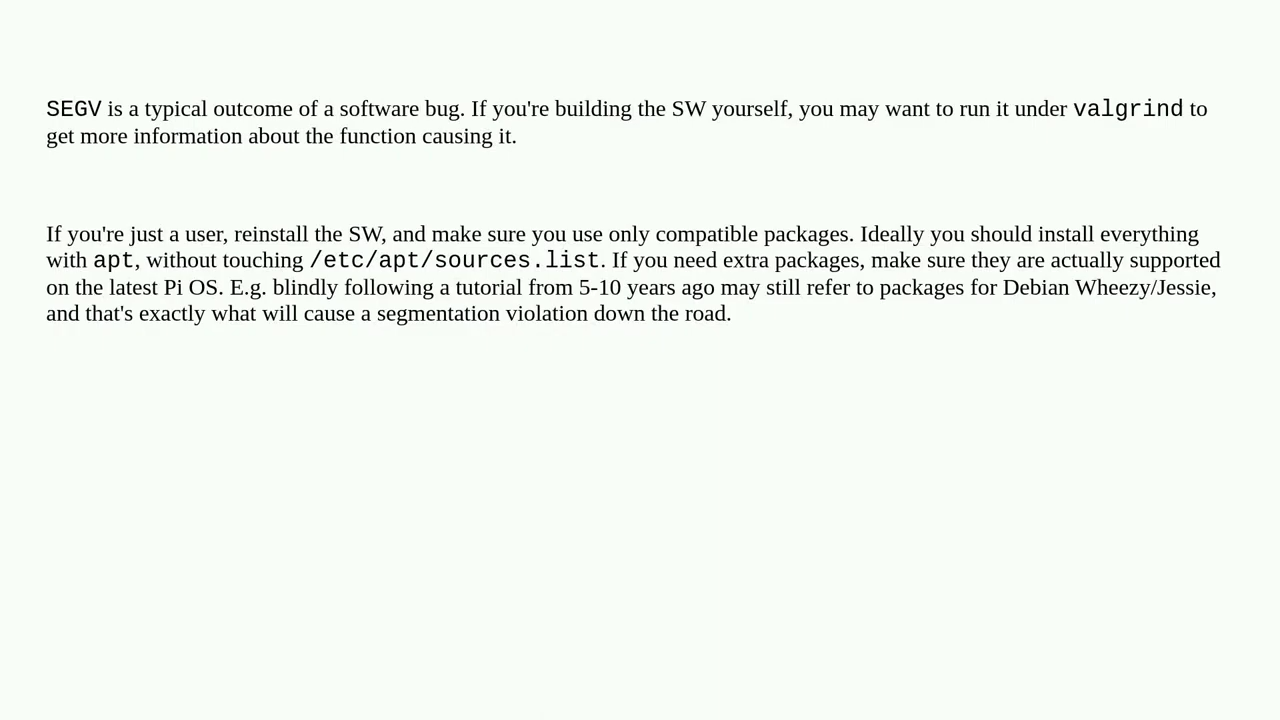 SEGV is a typical outcome of a software bug. If you're building the SW yourself, you may want to run it under valgrind to
get more information about the function causing it.
If you're just a user, reinstall the SW, and make sure you use only compatible packages. Ideally you should install everything
with apt, without touching /etc/apt/sources.list. If you need extra packages, make sure they are actually supported
on the latest Pi OS. E.g. blindly following a tutorial from 5-10 years ago may still refer to packages for Debian Wheezy/Jessie,
and that's exactly what will cause a segmentation violation down the road.